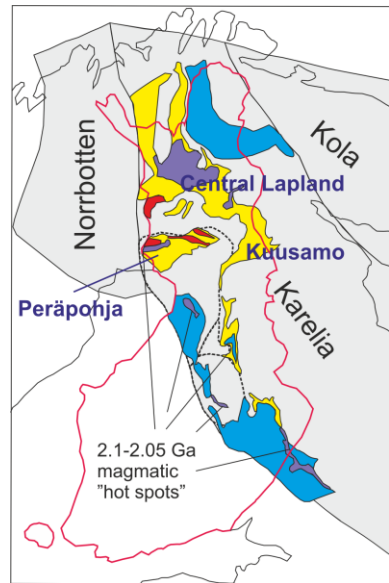 Kola
Norrbotten
Central Lapland
Kuusamo
Karelia
Peräpohja
2.1-2.05 Ga
magmatic
"hot spots"